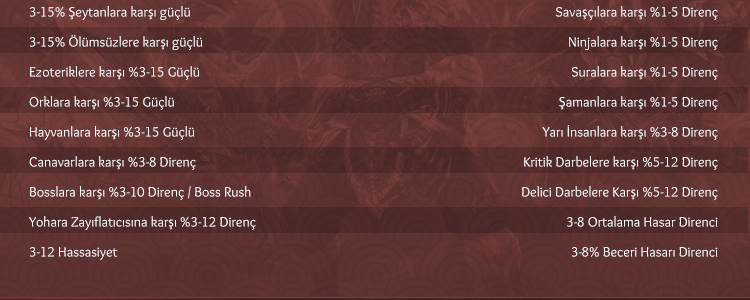 3-15% Şeytanlara karşı güçlü
Savaşçılara karşı %1-5 Direnç
3-15% Ölümsüzlere karşı güçlü
Ninjalara karşı %1-5 Direnç
Ezoteriklere karşı %3-15 Güçlü
Suralara karşı %1-5 Direnç
Orklara karşı %3-15 Güçlü
Şamanlara karşı %1-5 Direnç
Hayvanlara karşı %3-15 Güçlü
Yarı İnsanlara karşı %3-8 Direnç
Canavarlara karşı %3-8 Direnç
Kritik Darbelere karşı %5-12 Direnç
Bosslara karşı %3-10 Direnç / Boss Rush
Delici Darbelere Karşı %5-12 Direnç
Yohara Zayıflatıcısına karşı %3-12 Direnç
3-8 Ortalama Hasar Direnci
3-12 Hassasiyet
3-8% Beceri Hasarı Direnci